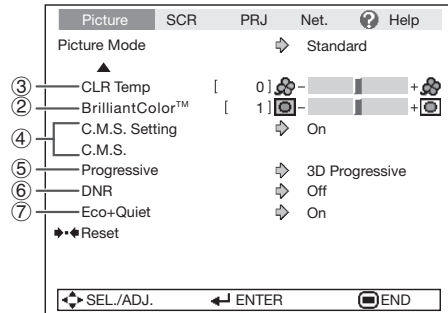 Picture SCR PRJ Net. ? Help
Picture Mode Standard
③ CLR Temp [ 0 ] − +
② BrilliantColor™ [ 1 ] − +
④ C.M.S. Setting On
C.M.S.
⑤ Progressive 3D Progressive
⑥ DNR Off
⑦ Eco+Quiet On
Reset
SEL./ADJ. ENTER END